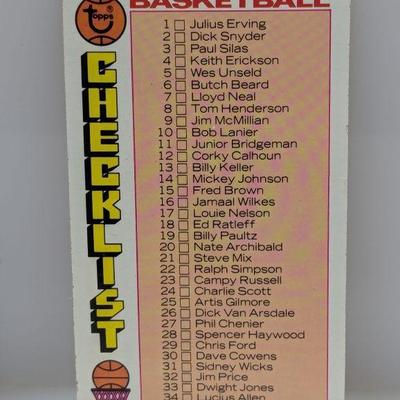 topps
BASKETBALL
CHECKLIST
1 Julius Erving
2 Dick Snyder
3 Paul Silas
4 Keith Erickson
5 Wes Unseld
6 Butch Beard
7 Lloyd Neal
8 Tom Henderson
9 Jim McMillian
10 Bob Lanier
11 Junior Bridgeman
12 Corky Calhoun
13 Billy Keller
14 Mickey Johnson
15 Fred Brown
16 Jamaal Wilkes
17 Louie Nelson
18 Ed Ratleff
19 Billy Paultz
20 Nate Archibald
21 Steve Mix
22 Ralph Simpson
23 Campy Russell
24 Charlie Scott
25 Artis Gilmore
26 Dick Van Arsdale
27 Phil Chenier
28 Spencer Haywood
29 Chris Ford
30 Dave Cowens
31 Sidney Wicks
32 Jim Price
33 Dwight Jones
34 Lucius Allen